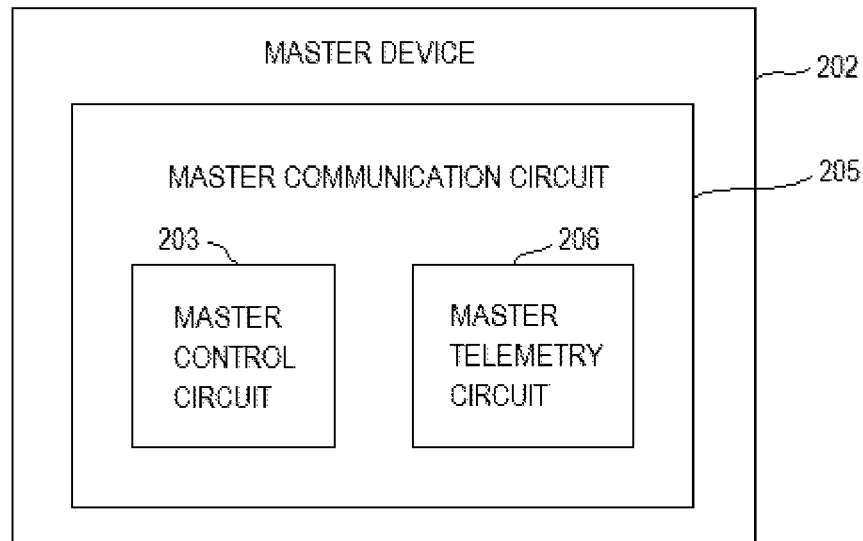 MASTER DEVICE
202
MASTER COMMUNICATION CIRCUIT
205
203
206
MASTER
CONTROL
CIRCUIT
MASTER
TELEMETRY
CIRCUIT